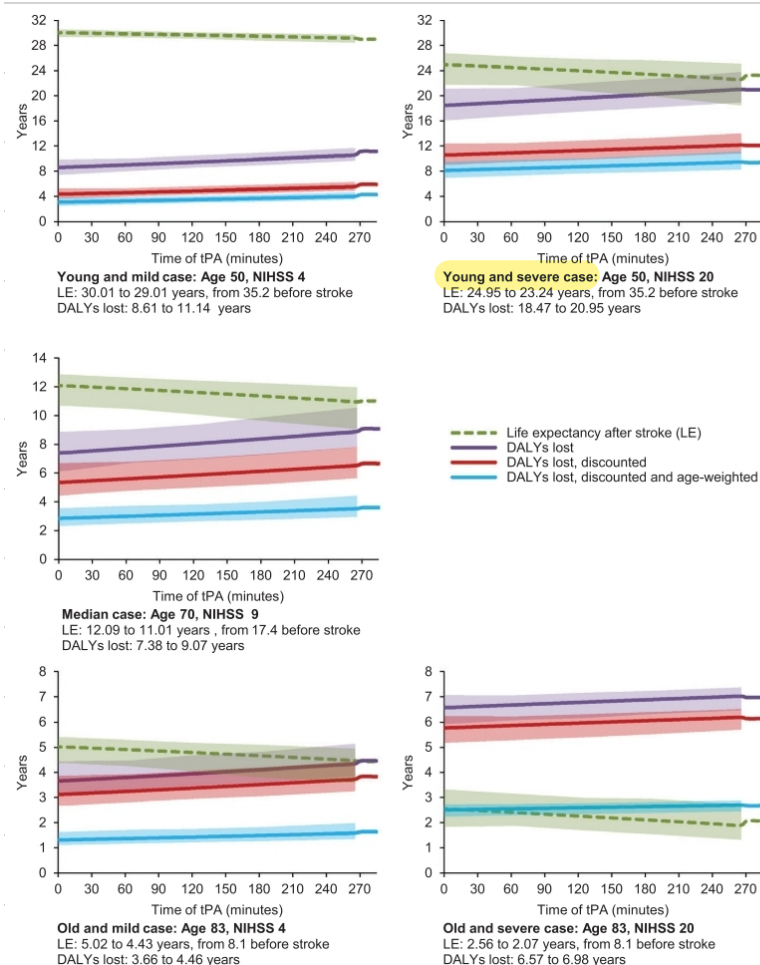 32
28
24
20
16
12
8
4
0
Years
0 30 60 90 120 150 180 210 240 270
Time of tPA (minutes)
Young and mild case: Age 50, NIHSS 4
LE: 30.01 to 29.01 years, from 35.2 before stroke
DALYs lost: 8.61 to 11.14 years
32
28
24
20
16
12
8
4
0
Years
0 30 60 90 120 150 180 210 240 270
Time of tPA (minutes)
Young and severe case: Age 50, NIHSS 20
LE: 24.95 to 23.24 years, from 35.2 before stroke
DALYs lost: 18.47 to 20.95 years
14
12
10
8
6
4
2
0
Years
0 30 60 90 120 150 180 210 240 270
Time of tPA (minutes)
Median case: Age 70, NIHSS 9
LE: 12.09 to 11.01 years , from 17.4 before stroke
DALYs lost: 7.38 to 9.07 years
Life expectancy after stroke (LE)
DALYs lost
DALYs lost, discounted
DALYs lost, discounted and age-weighted
8
7
6
5
4
3
2
1
0
Years
0 30 60 90 120 150 180 210 240 270
Time of tPA (minutes)
Old and mild case: Age 83, NIHSS 4
LE: 5.02 to 4.43 years, from 8.1 before stroke
DALYs lost: 3.66 to 4.46 years
8
7
6
5
4
3
2
1
0
Years
0 30 60 90 120 150 180 210 240 270
Time of tPA (minutes)
Old and severe case: Age 83, NIHSS 20
LE: 2.56 to 2.07 years, from 8.1 before stroke
DALYs lost: 6.57 to 6.98 years